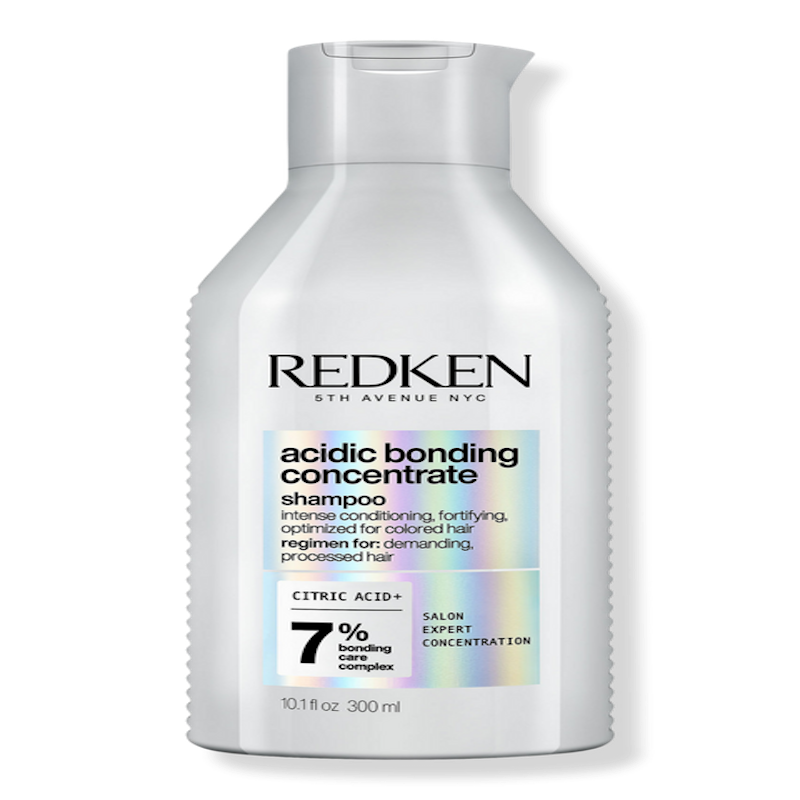 REDKEN
5TH AVENUE NYC
acidic bonding
concentrate
shampoo
intense conditioning, fortifying,
optimized for colored hair
regimen for: demanding,
processed hair
CITRIC ACID+
7%
bonding
care
complex
SALON
EXPERT
CONCENTRATION
10.1 fl oz 300 ml